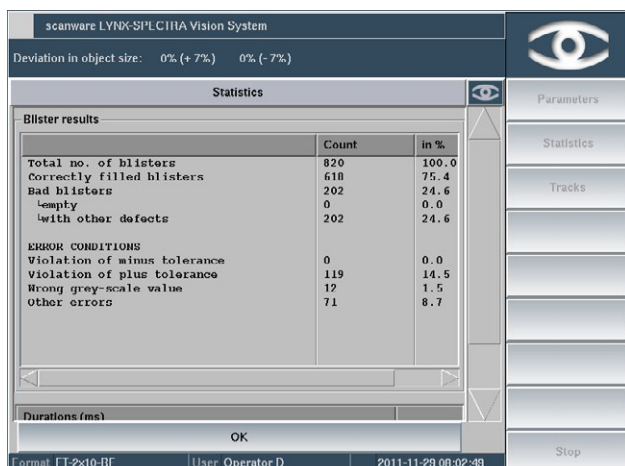 scanware LYNX-SPECTRA Vision System
Deviation in object size: 0% (+ 7%) 0% (- 7%)
Statistics
Blister results
Count in %
Total no. of blisters 820 100.0
Correctly filled blisters 618 75.4
Bad blisters 202 24.6
└empty 0 0.0
└with other defects 202 24.6
ERROR CONDITIONS
Violation of minus tolerance 0 0.0
Violation of plus tolerance 119 14.5
Wrong grey-scale value 12 1.5
Other errors 71 8.7
Durations (ms)
OK
Format User Operator D 2011-11-29 08:02:49
Parameters
Statistics
Tracks
Stop